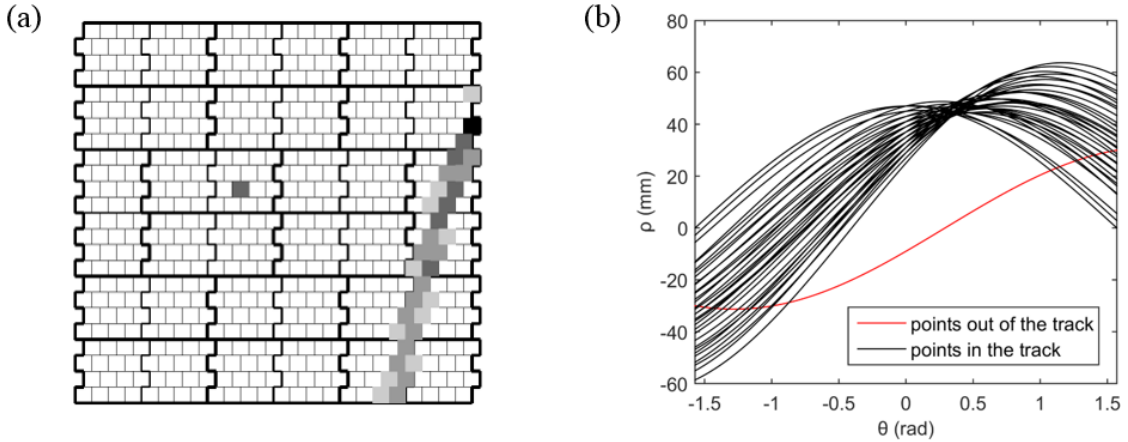 (a)
(b)
80
60
40
20
0
-20
-40
-60
ρ (mm)
points out of the track
points in the track
-1.5 -1 -0.5 0 0.5 1 1.5
θ (rad)